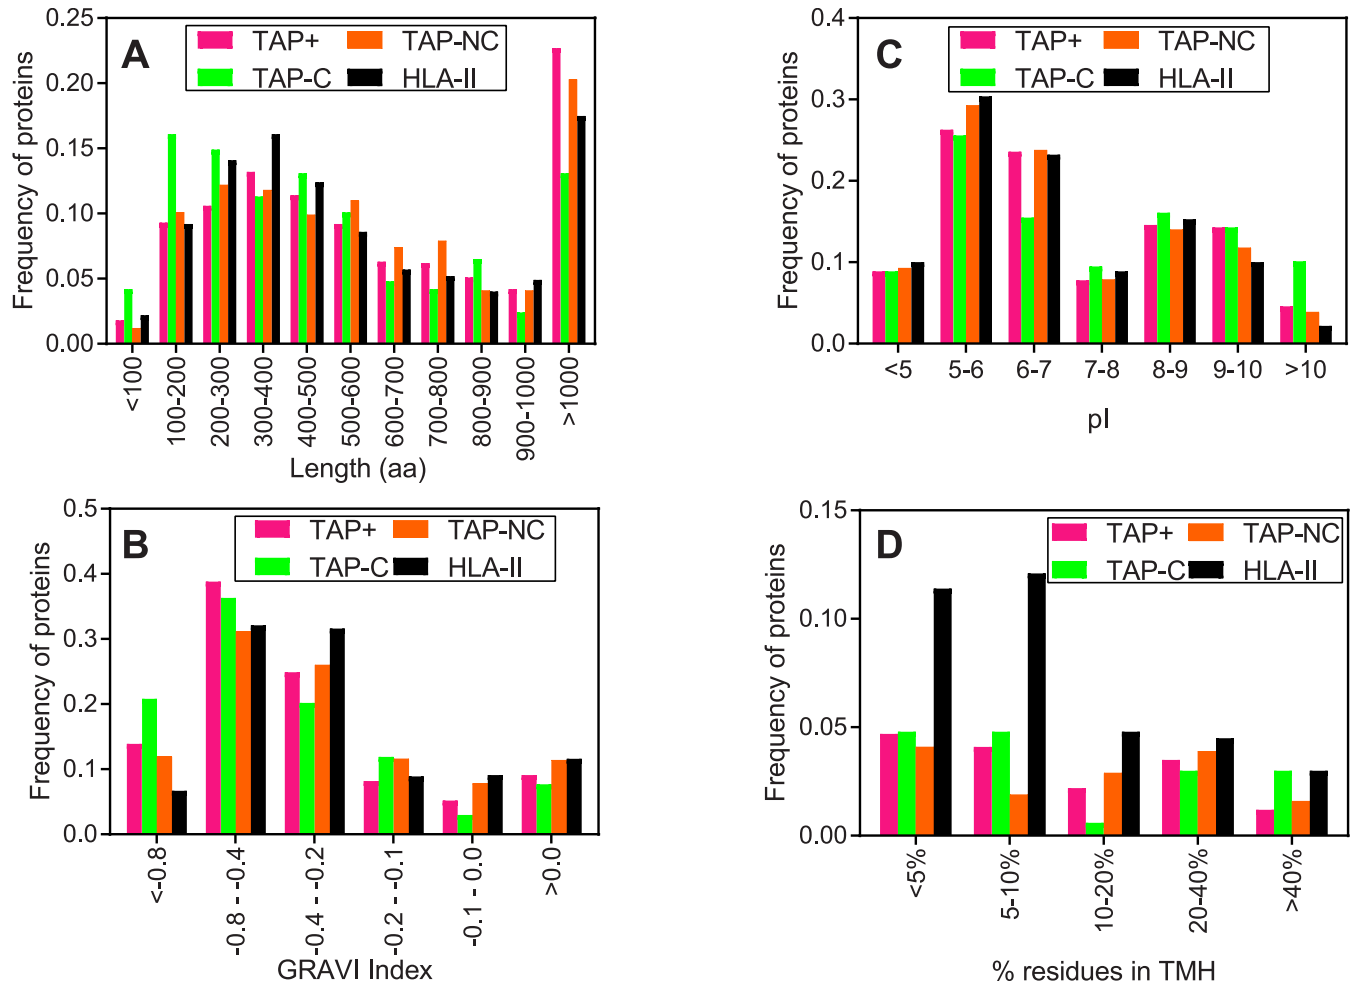 A
TAP+ TAP-NC
TAP-C HLA-II
Frequency of proteins
0.25
0.20
0.15
0.10
0.05
0.00
<100 100-200 200-300 300-400 400-500 500-600 600-700 700-800 800-900 900-1000 >1000
Length (aa)
C
TAP+ TAP-NC
TAP-C HLA-II
Frequency of proteins
0.4
0.3
0.2
0.1
0.0
<5 5-6 6-7 7-8 8-9 9-10 >10
pI
B
TAP+ TAP-NC
TAP-C HLA-II
Frequency of proteins
0.5
0.4
0.3
0.2
0.1
0.0
<-0.8 -0.8 - -0.4 -0.4 - -0.2 -0.2 - -0.1 -0.1 - 0.0 >0.0
GRAVI Index
D
TAP+ TAP-NC
TAP-C HLA-II
Frequency of proteins
0.15
0.10
0.05
0.00
<5% 5-10% 10-20% 20-40% >40%
% residues in TMH